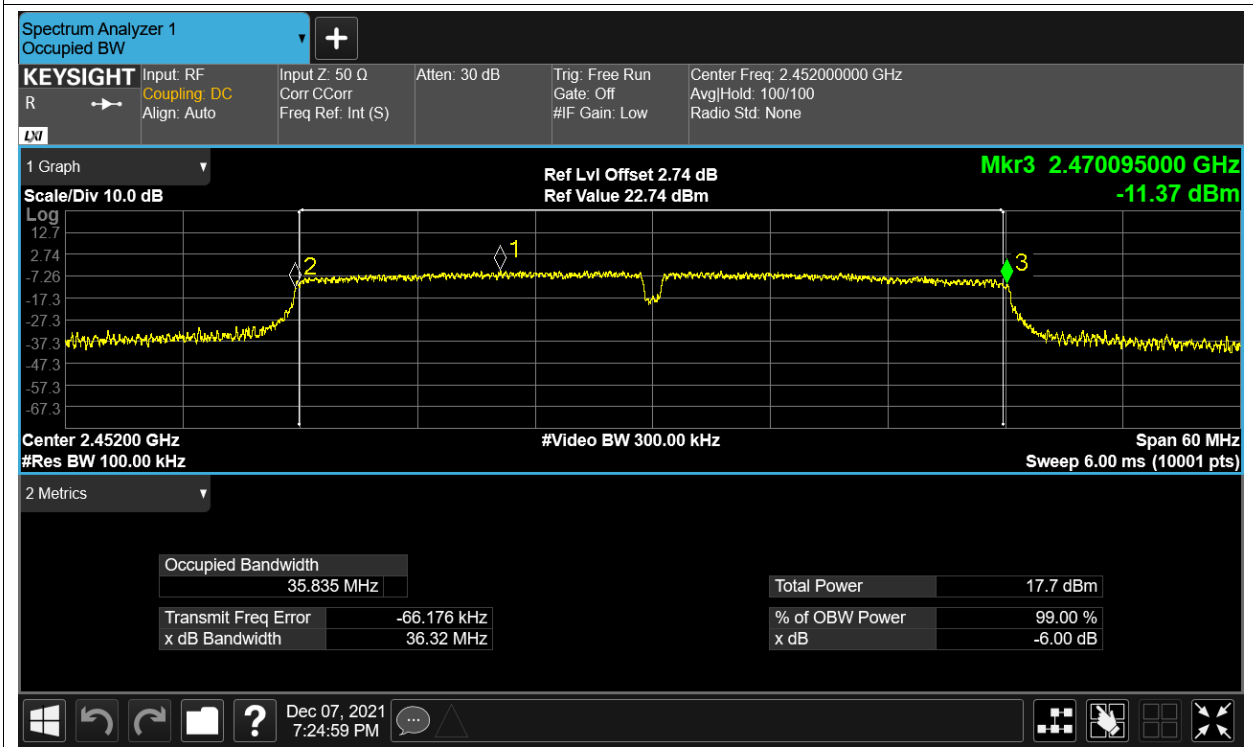 Spectrum Analyzer 1
Occupied BW
KEYSIGHT
R
LXI
Input: RF
Coupling: DC
Align: Auto
Input Z: 50 Ω
Corr CCorr
Freq Ref: Int (S)
Atten: 30 dB
Trig: Free Run
Gate: Off
#IF Gain: Low
Center Freq: 2.452000000 GHz
Avg|Hold: 100/100
Radio Std: None
1 Graph
Scale/Div 10.0 dB
Ref Lvl Offset 2.74 dB
Ref Value 22.74 dBm
Mkr3 2.470095000 GHz
-11.37 dBm
Log
12.7
2.74
-7.26
-17.3
-27.3
-37.3
-47.3
-57.3
-67.3
2
1
3
Center 2.45200 GHz
#Video BW 300.00 kHz
Span 60 MHz
#Res BW 100.00 kHz
Sweep 6.00 ms (10001 pts)
2 Metrics
Occupied Bandwidth
35.835 MHz
Transmit Freq Error -66.176 kHz
x dB Bandwidth 36.32 MHz
Total Power 17.7 dBm
% of OBW Power 99.00 %
x dB -6.00 dB
?
Dec 07, 2021
7:24:59 PM